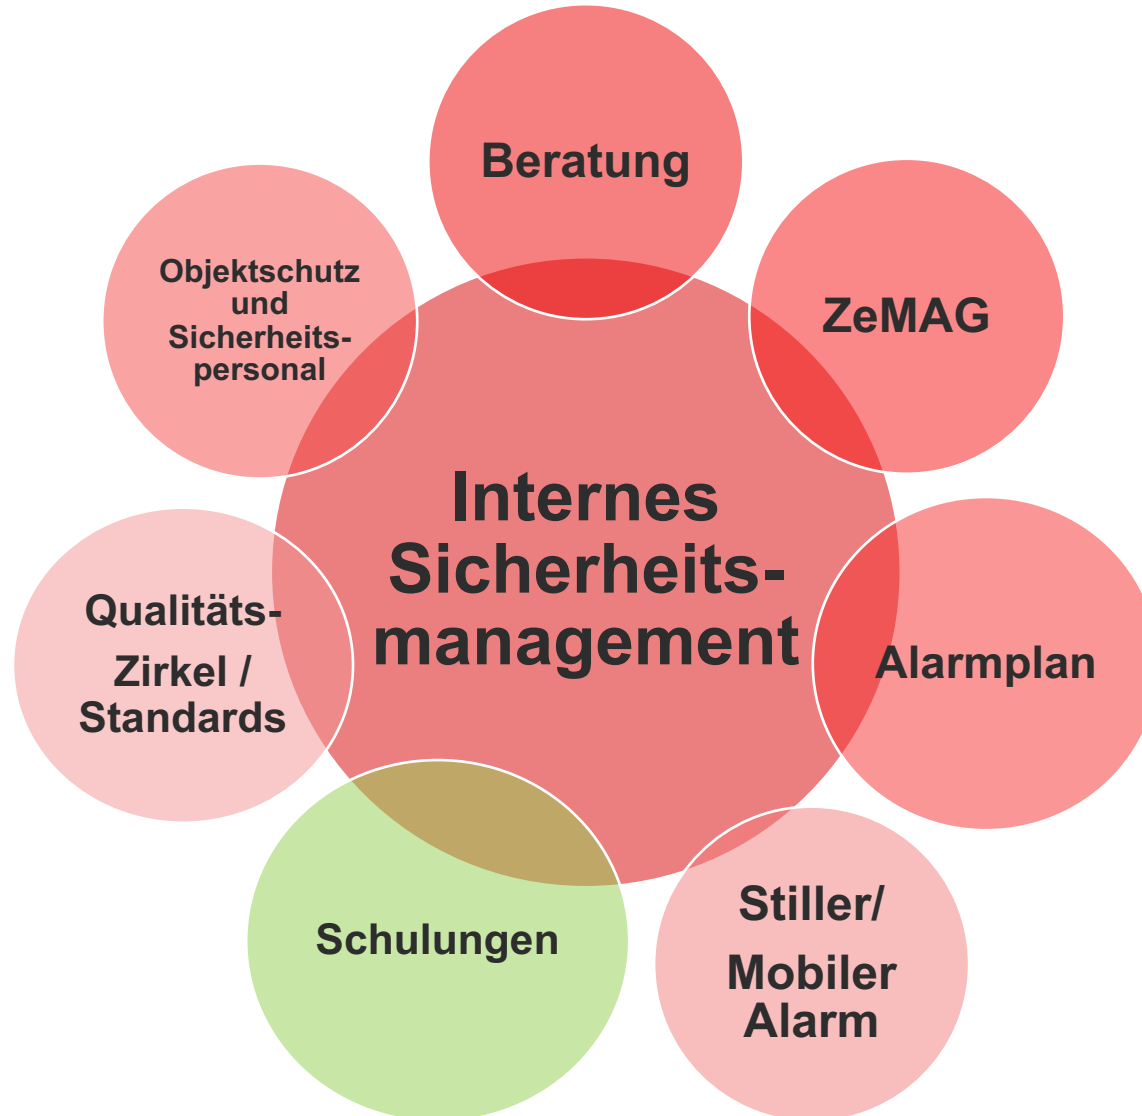 Beratung
ZeMAG
Objektschutz
und
Sicherheits-
personal
Internes
Sicherheits-
management
Qualitäts-
Zirkel /
Standards
Alarmplan
Schulungen
Stiller/
Mobiler
Alarm